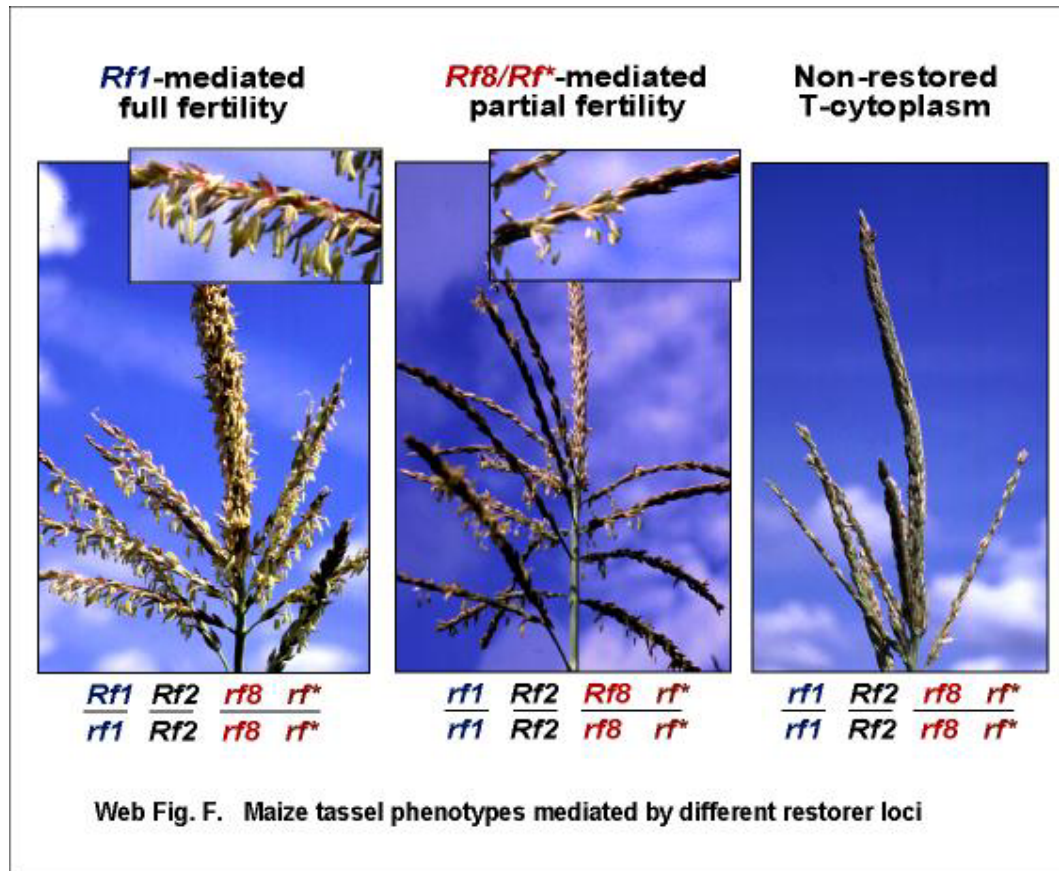 Rf1-mediated
full fertility
Rf8/Rf*-mediated
partial fertility
Non-restored
T-cytoplasm
Rf1 Rf2 rf8 rf*
rf1 Rf2 rf8 rf*
rf1 Rf2 Rf8 rf*
rf1 Rf2 rf8 rf*
rf1 Rf2 rf8 rf*
rf1 Rf2 rf8 rf*
Web Fig. F. Maize tassel phenotypes mediated by different restorer loci